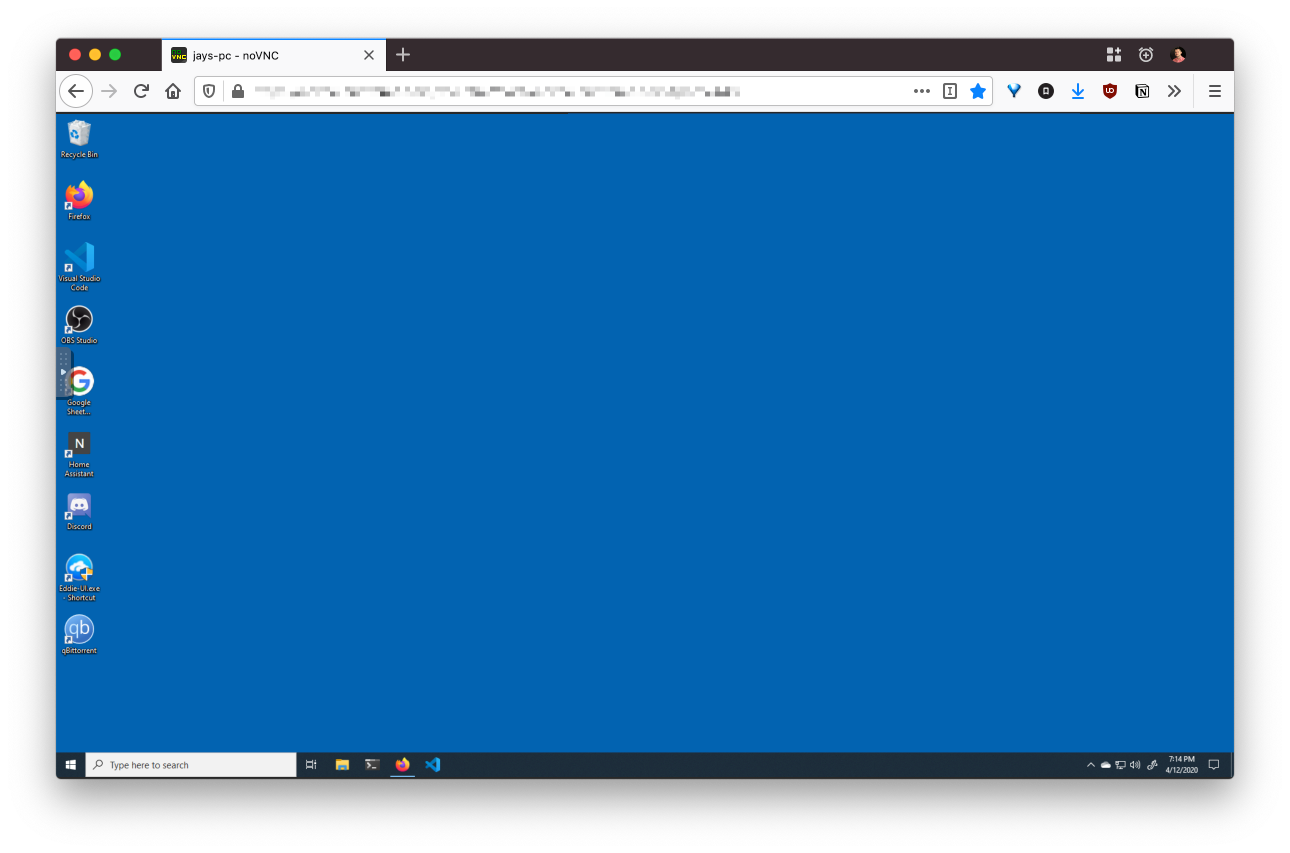 jays-pc - noVNC
Recycle Bin
Firefox
Visual Studio
Code
OBS Studio
Google
Sheet...
N
Home
Assistant
Discord
Eddie-UI.exe
- Shortcut
qb
qBittorrent
Type here to search
7:14 PM
4/12/2020